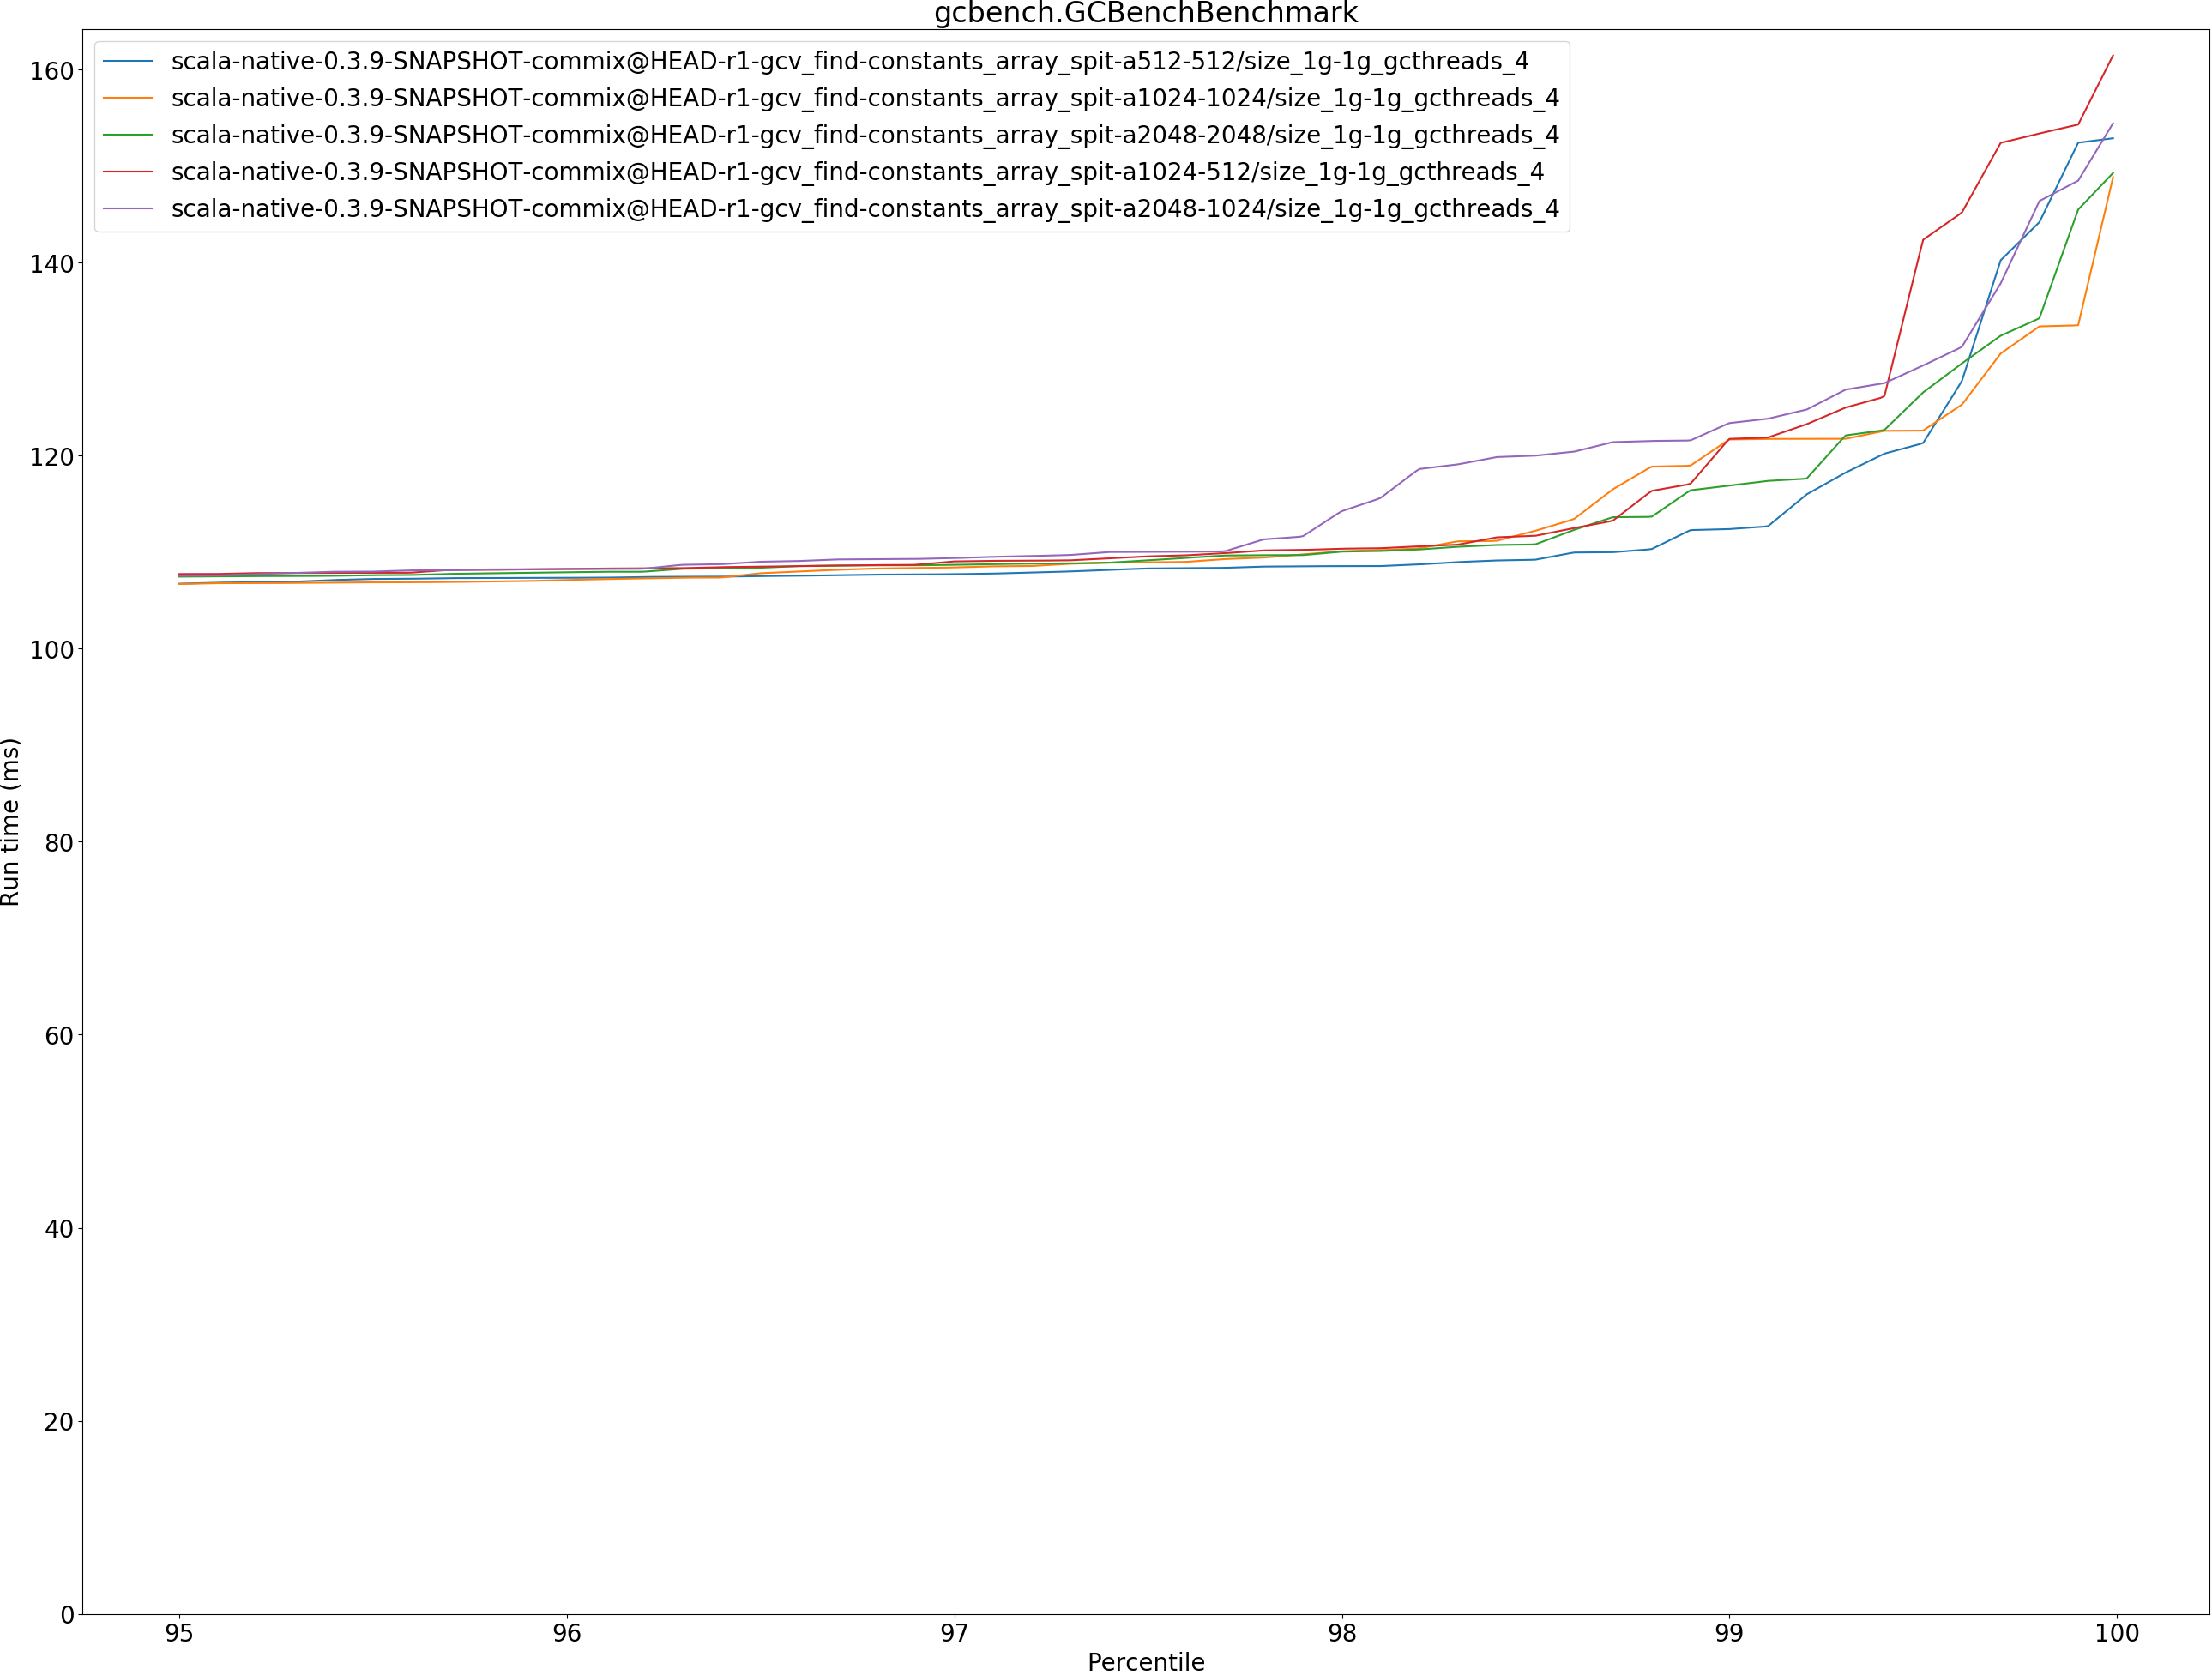 gcbench.GCBenchBenchmark
scala-native-0.3.9-SNAPSHOT-commix@HEAD-r1-gcv_find-constants_array_spit-a512-512/size_1g-1g_gcthreads_4
scala-native-0.3.9-SNAPSHOT-commix@HEAD-r1-gcv_find-constants_array_spit-a1024-1024/size_1g-1g_gcthreads_4
scala-native-0.3.9-SNAPSHOT-commix@HEAD-r1-gcv_find-constants_array_spit-a2048-2048/size_1g-1g_gcthreads_4
scala-native-0.3.9-SNAPSHOT-commix@HEAD-r1-gcv_find-constants_array_spit-a1024-512/size_1g-1g_gcthreads_4
scala-native-0.3.9-SNAPSHOT-commix@HEAD-r1-gcv_find-constants_array_spit-a2048-1024/size_1g-1g_gcthreads_4
160
140
120
100
80
60
40
20
0
Run time (ms)
95 96 97 98 99 100
Percentile